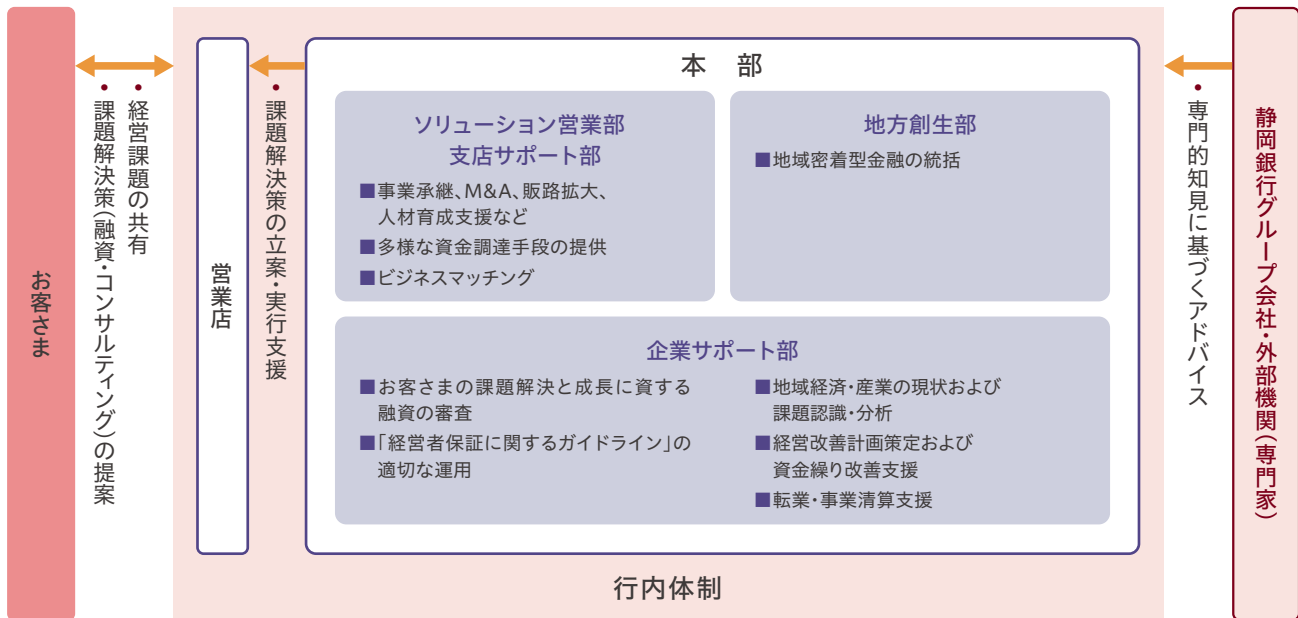 お客さま
・経営課題の共有
・課題解決策(融資・コンサルティング)の提案
営業店
・課題解決策の立案・実行支援
本 部
ソリューション営業部
支店サポート部
■事業承継、M&A、販路拡大、
人材育成支援など
■多様な資金調達手段の提供
■ビジネスマッチング
地方創生部
■地域密着型金融の統括
企業サポート部
■お客さまの課題解決と成長に資する
融資の審査
■「経営者保証に関するガイドライン」の
適切な運用
■地域経済・産業の現状および
課題認識・分析
■経営改善計画策定および
資金繰り改善支援
■転業・事業清算支援
行内体制
・専門的知見に基づくアドバイス
静岡銀行グループ会社・外部機関(専門家)